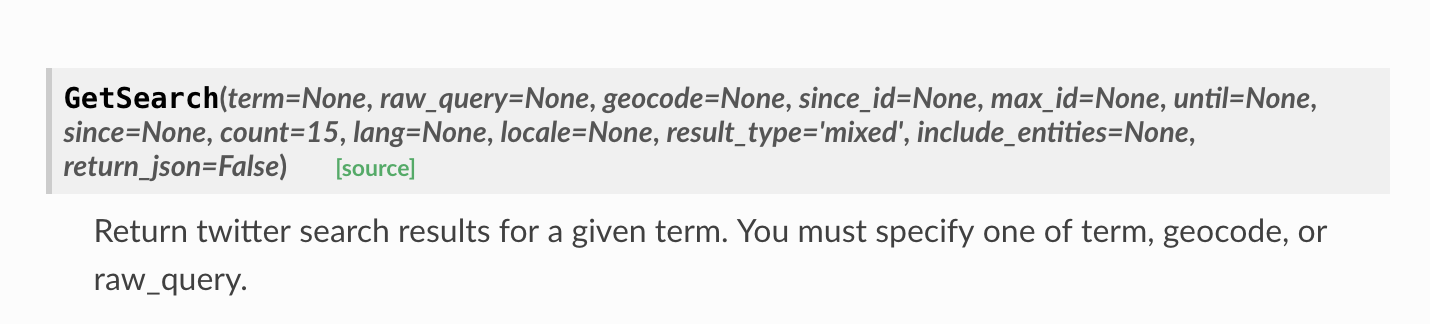 GetSearch(term=None, raw_query=None, geocode=None, since_id=None, max_id=None, until=None,
since=None, count=15, lang=None, locale=None, result_type='mixed', include_entities=None,
return_json=False) [source]
Return twitter search results for a given term. You must specify one of term, geocode, or
raw_query.